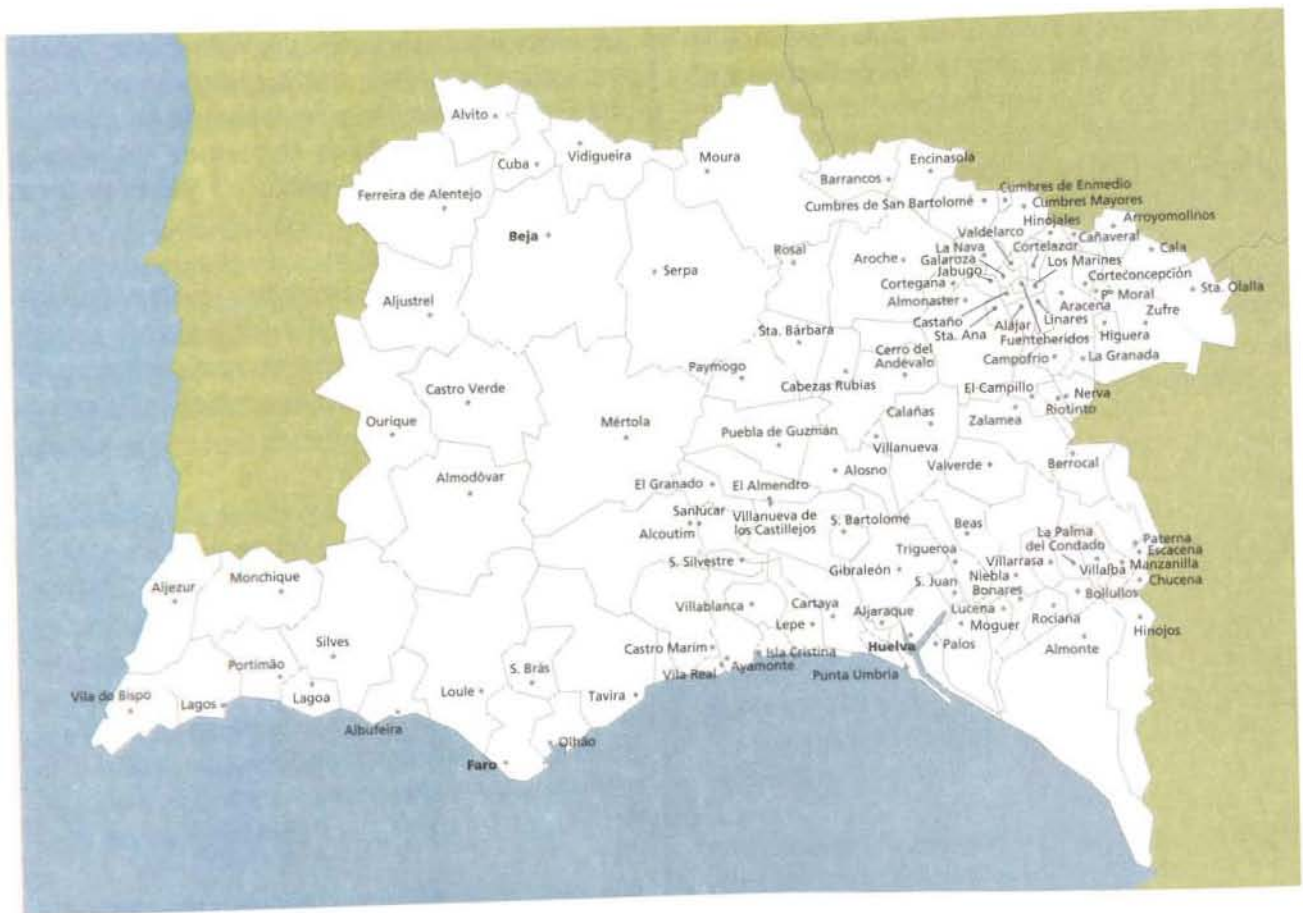 Alvito
Cuba
Vidigueira
Moura
Encinasola
Barrancos
Ferreira de Alentejo
Cumbres de Enmedio
Cumbres de San Bartolomé
Cumbres Mayores
Hinojales
Arroyomolinos
Valdelarco
Cañaveral
Beja
La Nava
Cortelazor
Cala
Rosal
Aroche
Galaroza
Los Marines
Serpa
Jabugo
Corteconcepción
Cortegana
Sta. Olalla
Aljustrel
Almonaster
Aracena
Pº Moral
Zufre
Castaño
Alájar
Linares
Sta. Bárbara
Sta. Ana
Fuenteheridos
Higuera
Cerro del
Andévalo
Campofrio
La Granada
Paymogo
Castro Verde
Cabezas Rubias
El Campillo
Nerva
Riotinto
Ourique
Mértola
Calañas
Zalamea
Puebla de Guzmán
Villanueva
Almodôvar
Alosno
Valverde
Berrocal
El Granado
El Almendro
Sanlúcar
Villanueva de
los Castillejos
S. Bartolomé
Beas
Alcoutim
La Palma
del Condado
Paterna
Escacena
Trigueroa
S. Silvestre
Gibraleón
Villarrasa
Villalba
Manzanilla
Aljezur
Monchique
Niebla
Chucena
S. Juan
Bonares
Bollullos
Villablanca
Cartaya
Aljaraque
Lucena
Rociana
Lepe
Moguer
Hinojos
Silves
Castro Marim
Isla Cristina
Huelva
Palos
Almonte
Portimão
S. Brás
Vila Real
Ayamonte
Punta Umbria
Vila do Bispo
Lagos
Lagoa
Loule
Tavira
Albufeira
Olhão
Faro